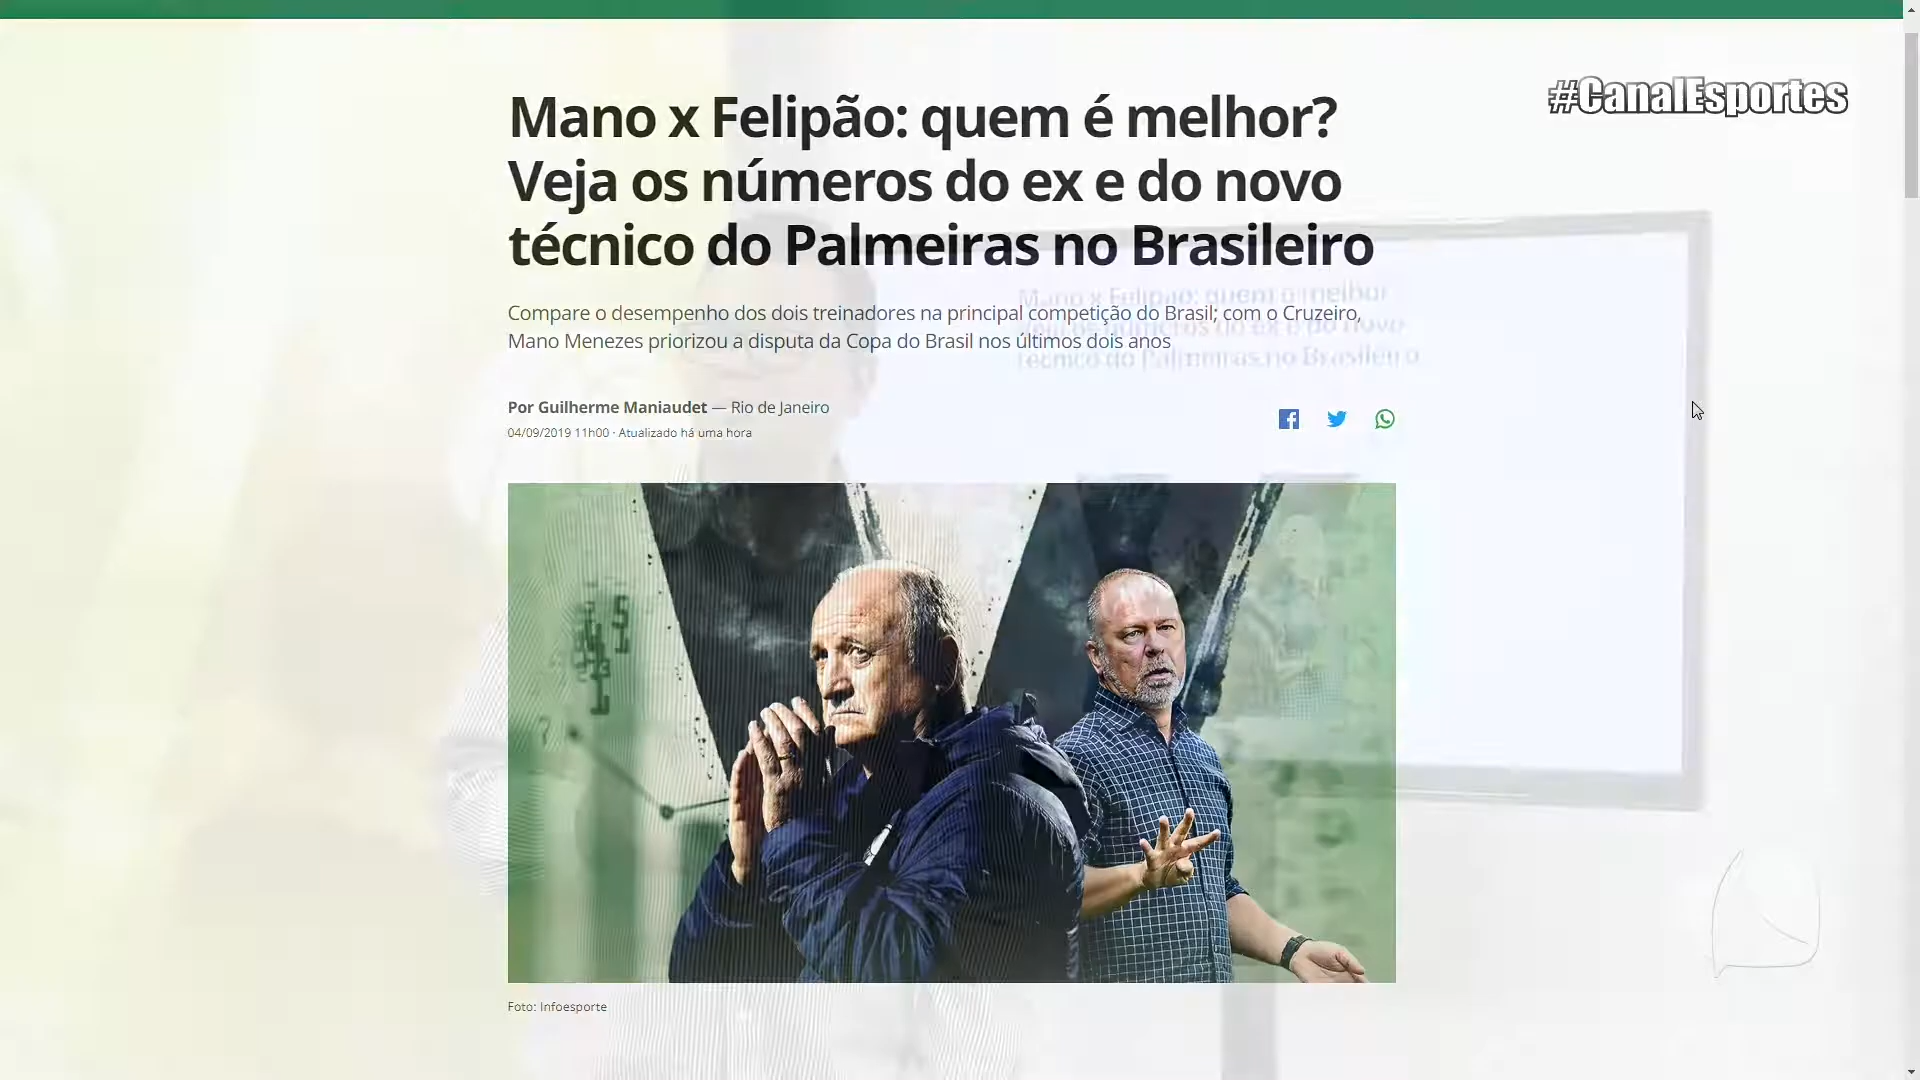 #CanalEsportes
Mano x Felipão: quem é melhor?
Veja os números do ex e do novo
técnico do Palmeiras no Brasileiro
Compare o desempenho dos dois treinadores na principal competição do Brasil; com o Cruzeiro,
Mano Menezes priorizou a disputa da Copa do Brasil nos últimos dois anos
Por Guilherme Maniaudet — Rio de Janeiro
04/09/2019 11h00 · Atualizado há uma hora
Foto: Infoesporte